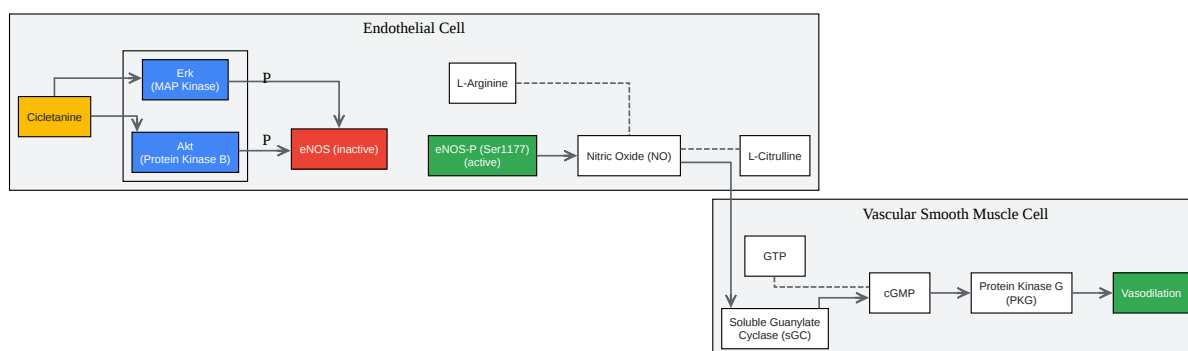 Endothelial Cell
Erk
(MAP Kinase)
P
L-Arginine
Cicletanine
Akt
(Protein Kinase B)
P
eNOS (inactive)
eNOS-P (Ser1177)
(active)
Nitric Oxide (NO)
L-Citrulline
Vascular Smooth Muscle Cell
GTP
cGMP
Protein Kinase G
(PKG)
Vasodilation
Soluble Guanylate
Cyclase (sGC)